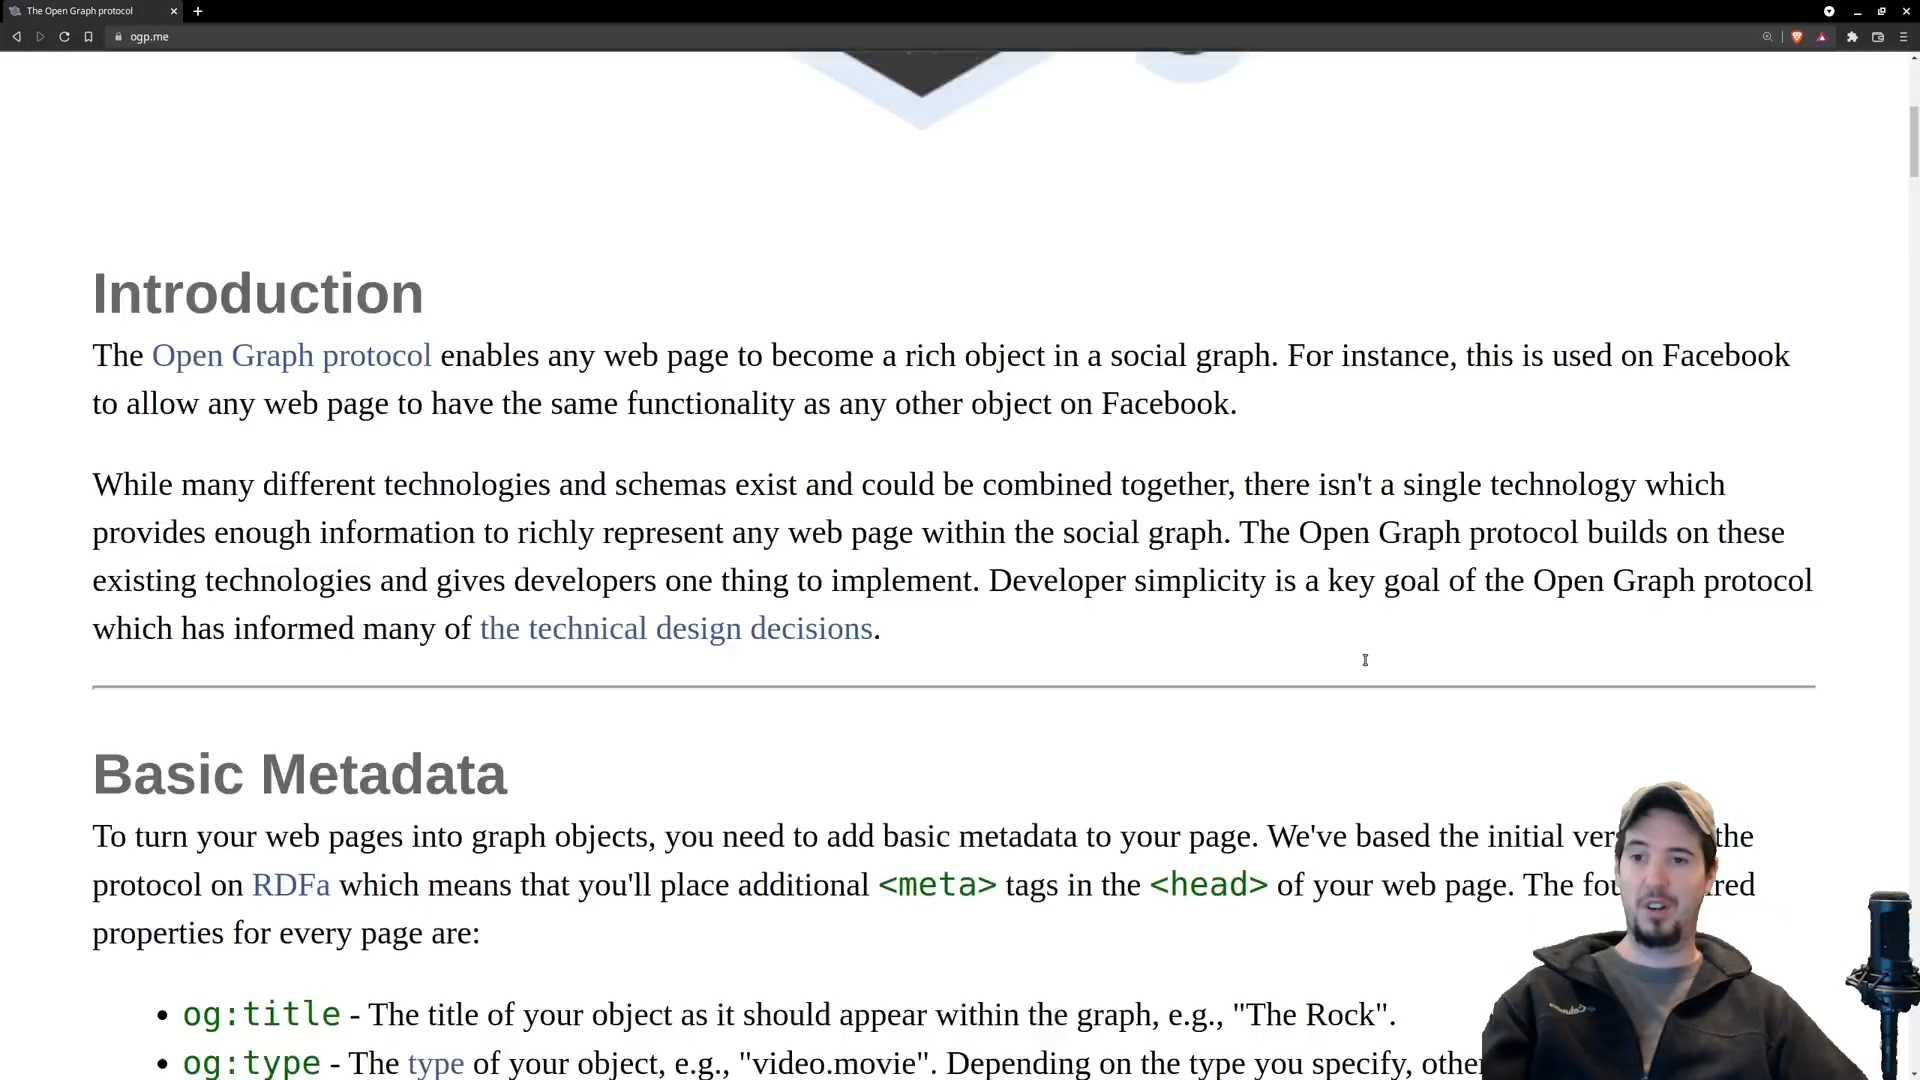 The Open Graph protocol
ogp.me
Introduction
The Open Graph protocol enables any web page to become a rich object in a social graph. For instance, this is used on Facebook
to allow any web page to have the same functionality as any other object on Facebook.
While many different technologies and schemas exist and could be combined together, there isn't a single technology which
provides enough information to richly represent any web page within the social graph. The Open Graph protocol builds on these
existing technologies and gives developers one thing to implement. Developer simplicity is a key goal of the Open Graph protocol
which has informed many of the technical design decisions.
Basic Metadata
To turn your web pages into graph objects, you need to add basic metadata to your page. We've based the initial the
protocol on RDFa which means that you'll place additional <meta> tags in the <head> of your web page. The
properties for every page are:
• og:title - The title of your object as it should appear within the graph, e.g., "The Rock".
• og:type - The type of your object, e.g., "video.movie". Depending on the type you specify,